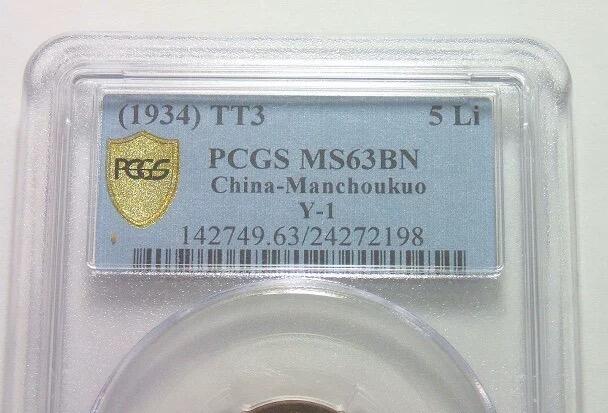 (1934) TT3 5 Li
PCGS
PCGS MS63BN
China-Manchoukuo
Y-1
142749.63/24272198